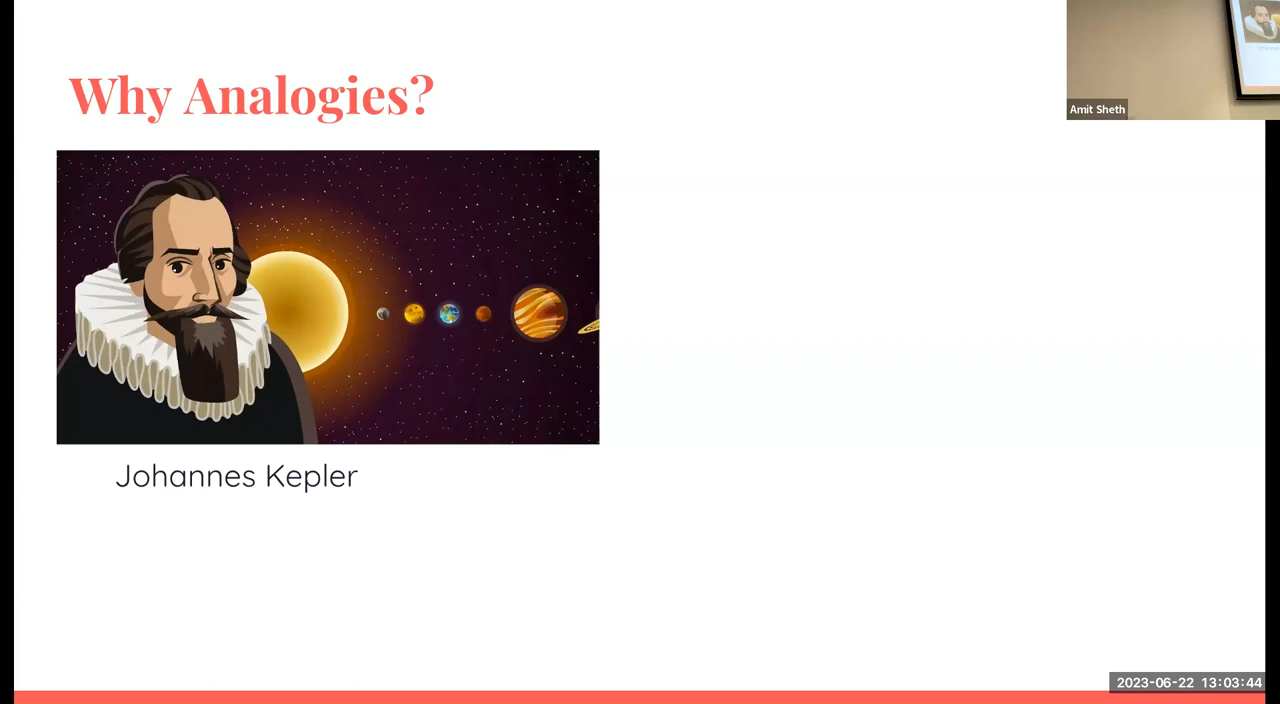 Why Analogies?
Amit Sheth
Johannes Kepler
2023-06-22 13:03:44